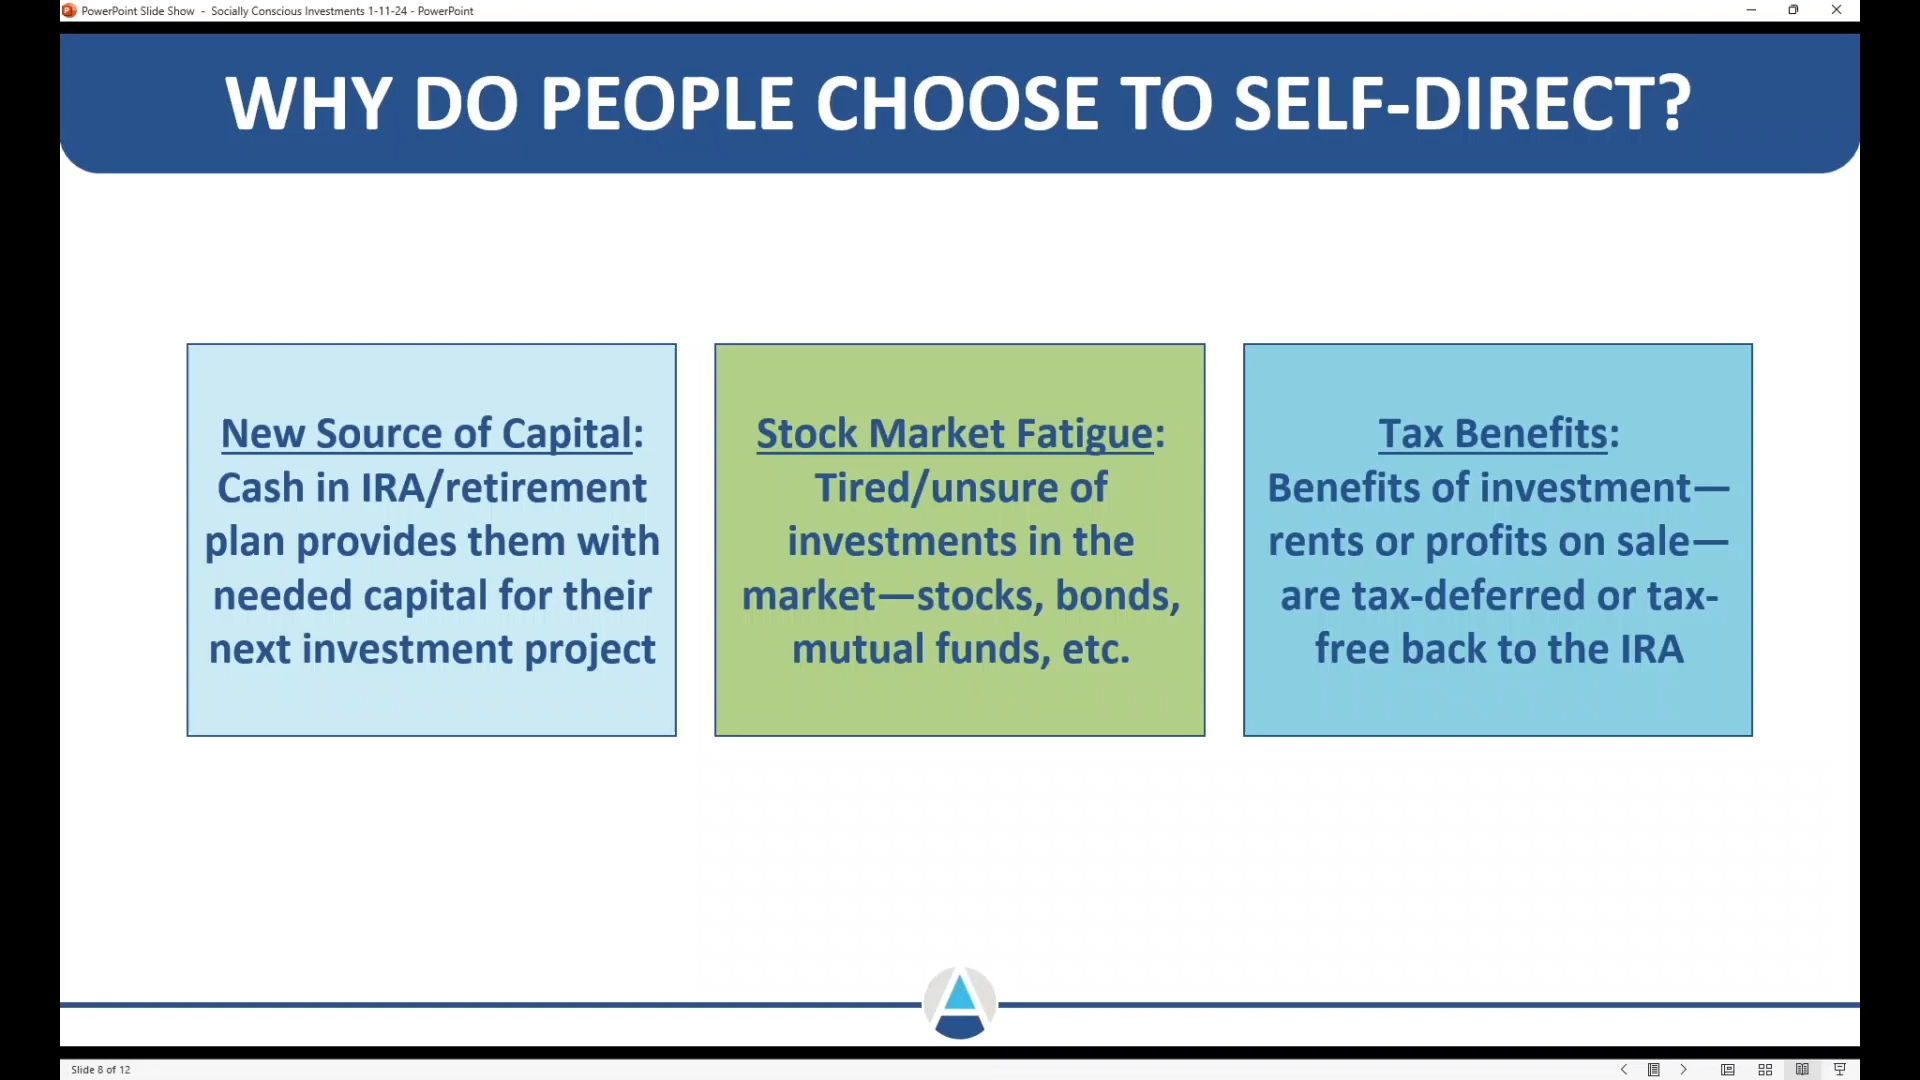 PowerPoint Slide Show - Socially Conscious Investments 1-11-24 - PowerPoint
WHY DO PEOPLE CHOOSE TO SELF-DIRECT?
New Source of Capital:
Cash in IRA/retirement
plan provides them with
needed capital for their
next investment project
Stock Market Fatigue:
Tired/unsure of
investments in the
market—stocks, bonds,
mutual funds, etc.
Tax Benefits:
Benefits of investment—
rents or profits on sale—
are tax-deferred or tax-
free back to the IRA
Slide 8 of 12